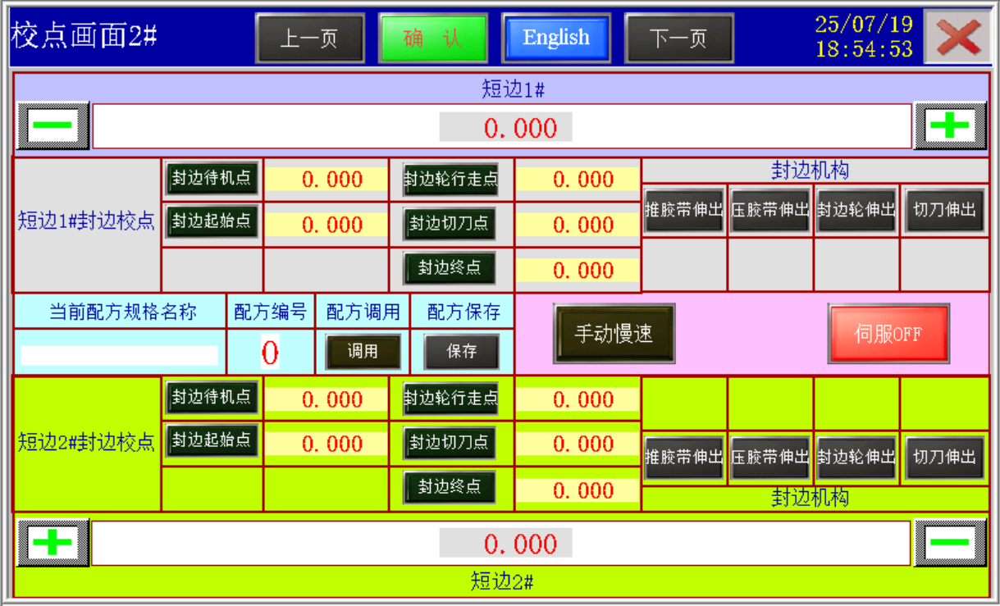 校点画面2#
上一页
确 认
English
下一页
25/07/19
18:54:53
短边1#
0.000
短边1#封边校点
封边待机点
0.000
封边轮行走点
0.000
封边机构
封边起始点
0.000
封边切刀点
0.000
推胶带伸出
压胶带伸出
封边轮伸出
切刀伸出
封边终点
0.000
当前配方规格名称
配方编号
配方调用
配方保存
0
调用
保存
手动慢速
伺服OFF
短边2#封边校点
封边待机点
0.000
封边轮行走点
0.000
封边起始点
0.000
封边切刀点
0.000
推胶带伸出
压胶带伸出
封边轮伸出
切刀伸出
封边终点
0.000
封边机构
0.000
短边2#